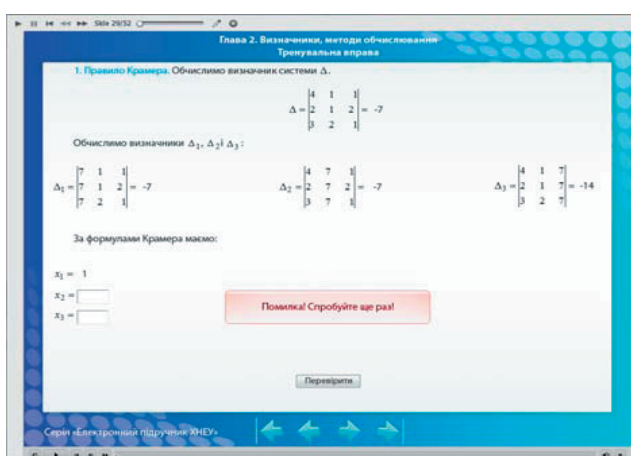 Slide 29/52
Глава 2. Визначники, методи обчислювання
Тренувальна вправа
1. Правило Крамера. Обчислимо визначник системи Δ.
4 1 1
Δ = 2 1 2 = -7
3 2 1
Обчислимо визначники Δ₁, Δ₂ і Δ₃ :
7 1 1 4 7 1 4 1 7
Δ₁ = 7 1 2 = -7 Δ₂ = 2 7 2 = -7 Δ₃ = 2 1 7 = -14
7 2 1 3 7 1 3 2 7
За формулами Крамера маємо:
x₁ = 1
x₂ =
x₃ =
Помилка! Спробуйте ще раз!
Перевірити
Серія «Електронний підручник ХНЕУ»